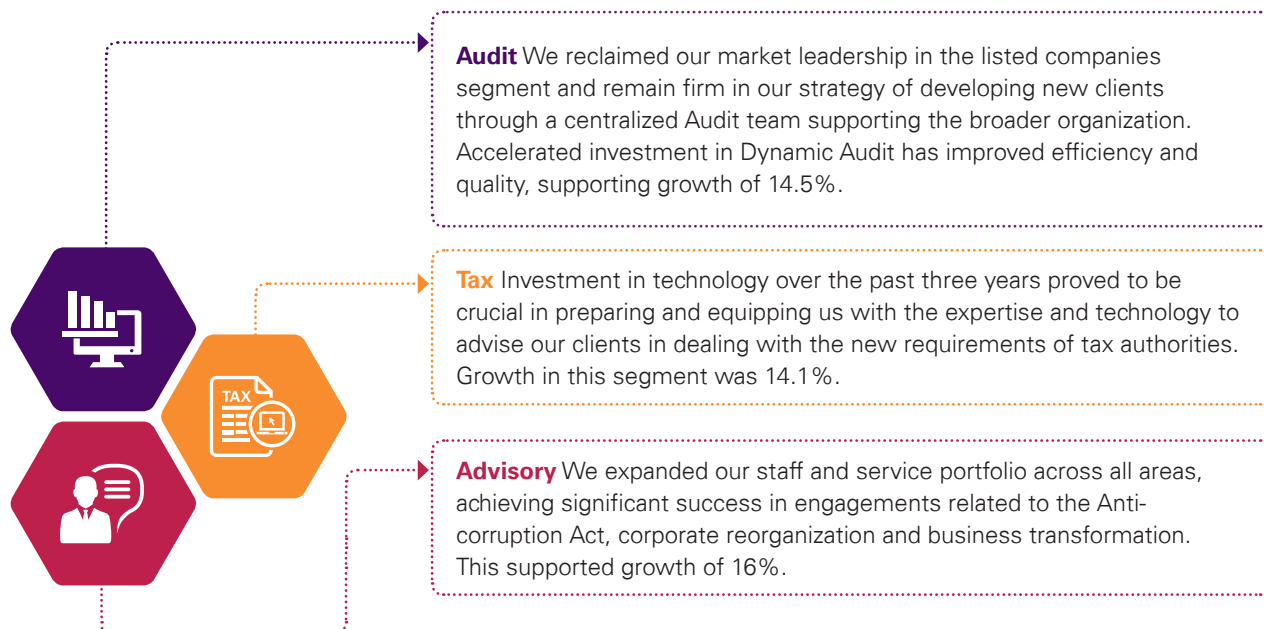 Audit We reclaimed our market leadership in the listed companies
segment and remain firm in our strategy of developing new clients
through a centralized Audit team supporting the broader organization.
Accelerated investment in Dynamic Audit has improved efficiency and
quality, supporting growth of 14.5%.
Tax Investment in technology over the past three years proved to be
crucial in preparing and equipping us with the expertise and technology to
advise our clients in dealing with the new requirements of tax authorities.
Growth in this segment was 14.1%.
TAX
Advisory We expanded our staff and service portfolio across all areas,
achieving significant success in engagements related to the Anti-
corruption Act, corporate reorganization and business transformation.
This supported growth of 16%.